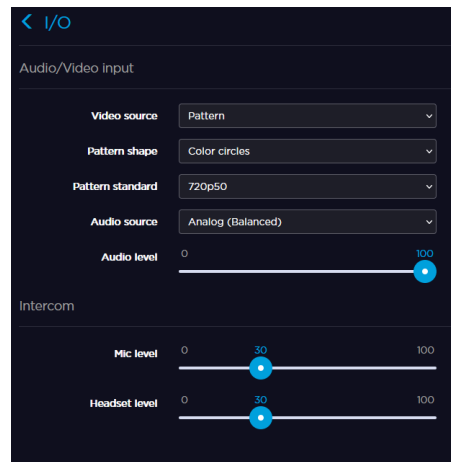 I/O
Audio/Video input
Video source Pattern
Pattern shape Color circles
Pattern standard 720p50
Audio source Analog (Balanced)
Audio level 0 100
Intercom
Mic level 0 30 100
Headset level 0 30 100